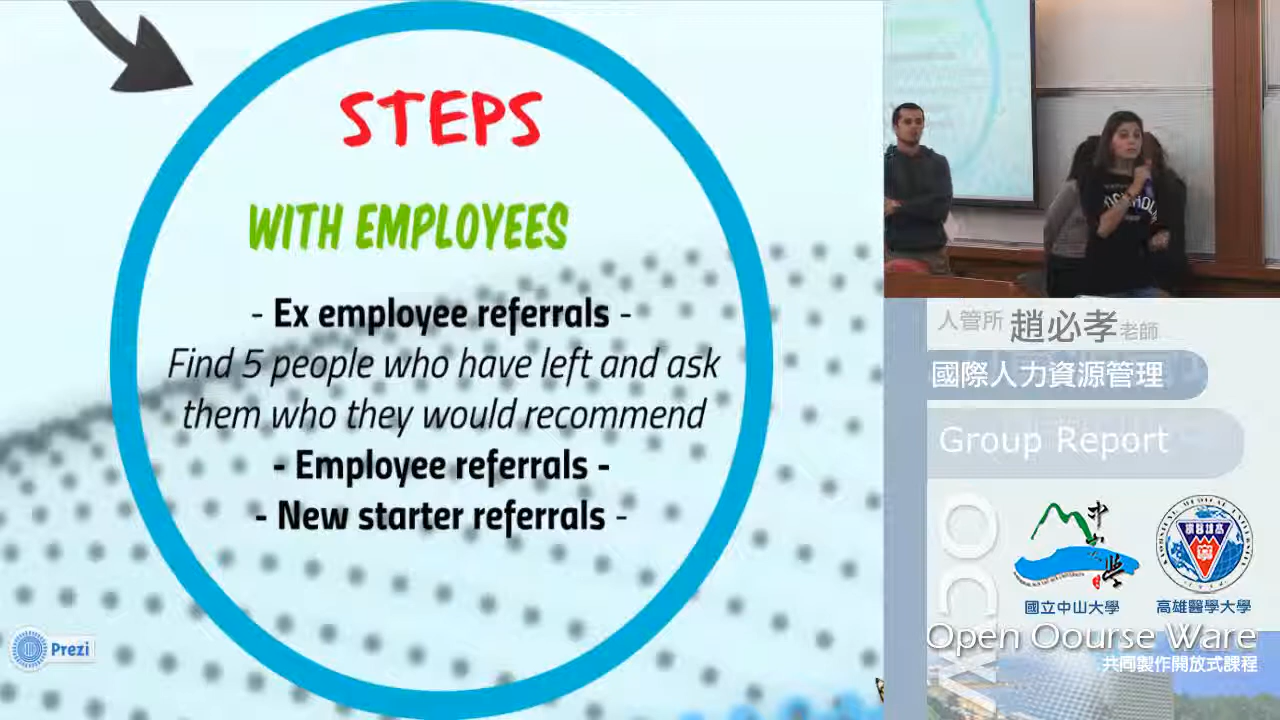 STEPS
WITH EMPLOYEES
- Ex employee referrals -
Find 5 people who have left and ask
them who they would recommend
- Employee referrals -
- New starter referrals -
Prezi
人管所 趙必孝老師
國際人力資源管理
Group Report
OCW
國立中山大學
高雄醫學大學
Open Oourse Ware
共同製作開放式課程